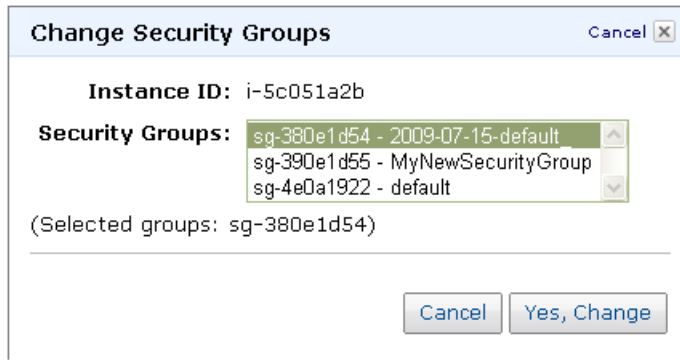 Change Security Groups
Cancel
Instance ID: i-5c051a2b
Security Groups:
sg-380e1d54 - 2009-07-15-default_
sg-390e1d55 - MyNewSecurityGroup
sg-4e0a1922 - default
(Selected groups: sg-380e1d54)
Cancel
Yes, Change